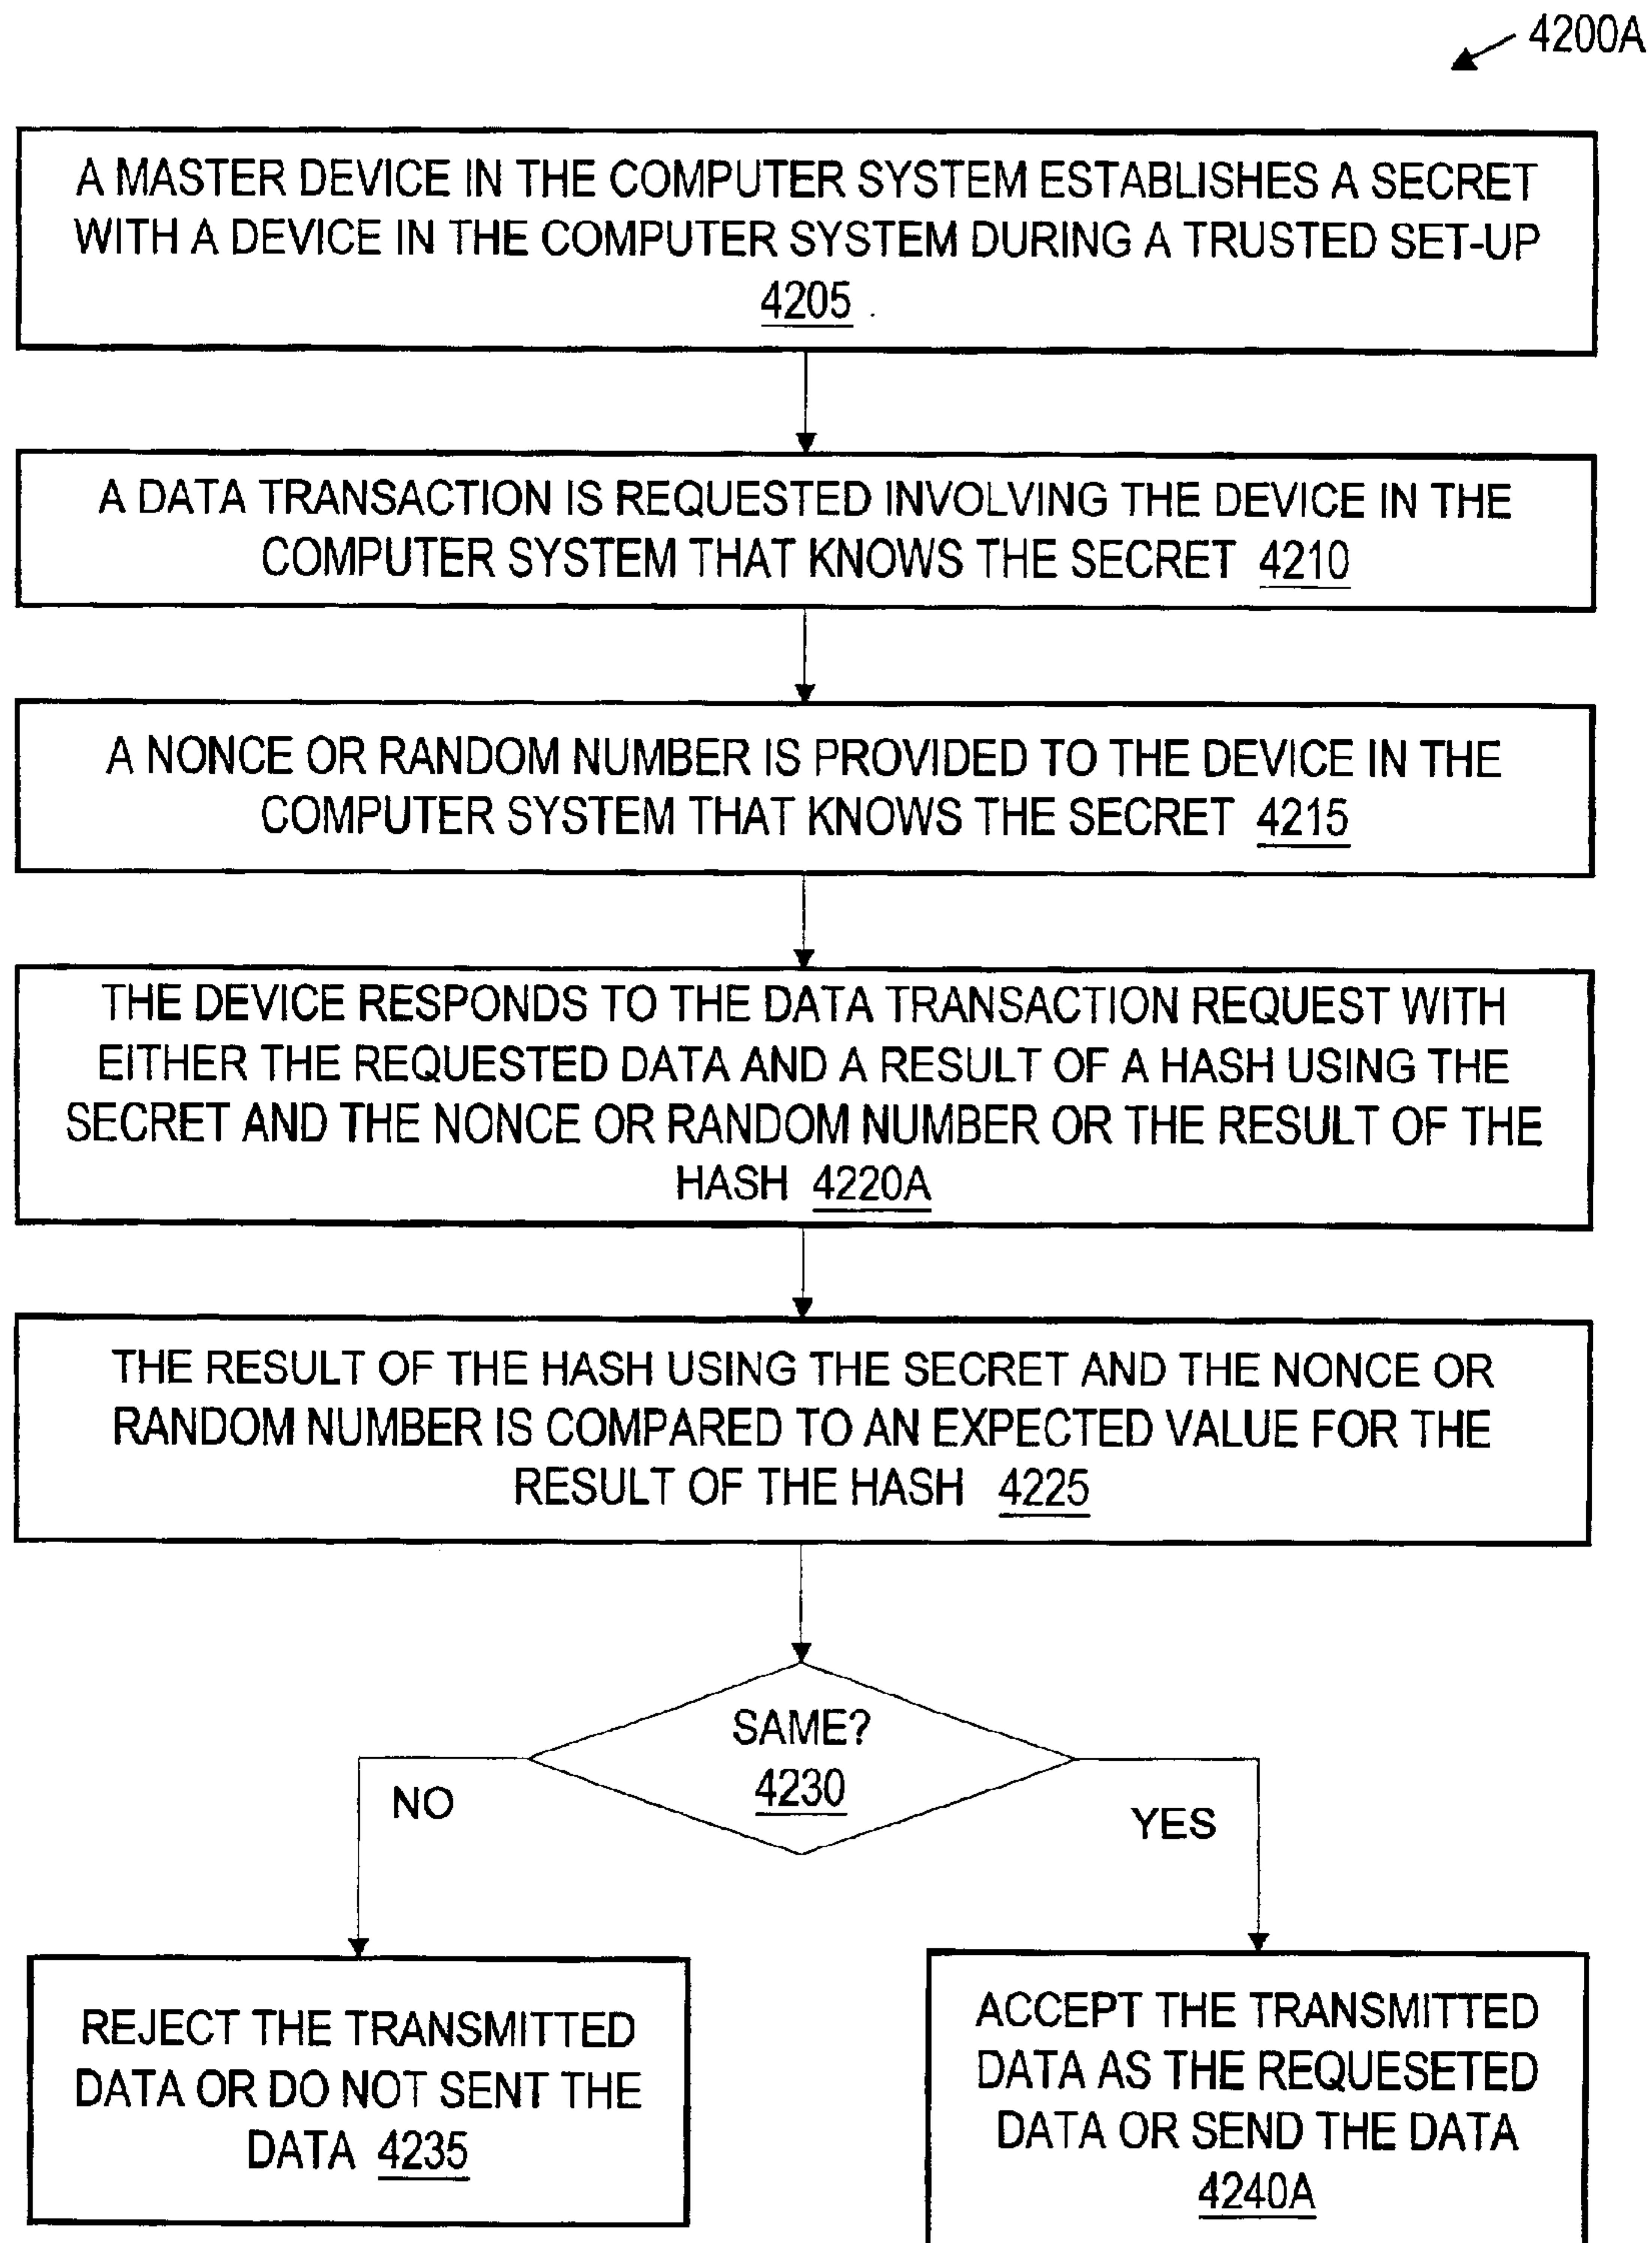 4200A
A MASTER DEVICE IN THE COMPUTER SYSTEM ESTABLISHES A SECRET
WITH A DEVICE IN THE COMPUTER SYSTEM DURING A TRUSTED SET-UP
4205
A DATA TRANSACTION IS REQUESTED INVOLVING THE DEVICE IN THE
COMPUTER SYSTEM THAT KNOWS THE SECRET 4210
A NONCE OR RANDOM NUMBER IS PROVIDED TO THE DEVICE IN THE
COMPUTER SYSTEM THAT KNOWS THE SECRET 4215
THE DEVICE RESPONDS TO THE DATA TRANSACTION REQUEST WITH
EITHER THE REQUESTED DATA AND A RESULT OF A HASH USING THE
SECRET AND THE NONCE OR RANDOM NUMBER OR THE RESULT OF THE
HASH 4220A
THE RESULT OF THE HASH USING THE SECRET AND THE NONCE OR
RANDOM NUMBER IS COMPARED TO AN EXPECTED VALUE FOR THE
RESULT OF THE HASH 4225
SAME?
4230
NO
YES
REJECT THE TRANSMITTED
DATA OR DO NOT SENT THE
DATA 4235
ACCEPT THE TRANSMITTED
DATA AS THE REQUESETED
DATA OR SEND THE DATA
4240A